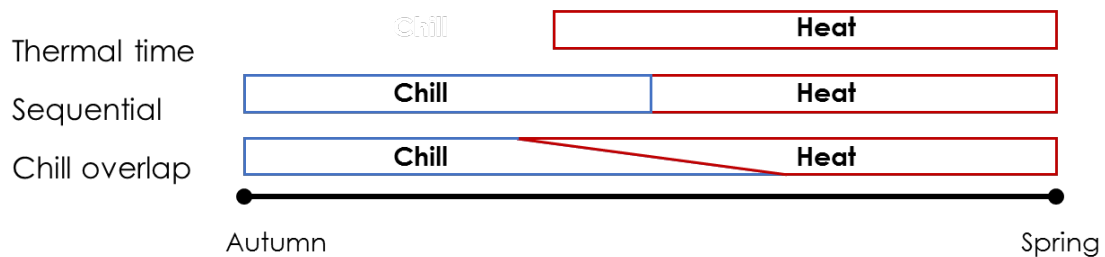 Chill Heat
Thermal time
Chill Heat
Sequential
Chill Heat
Chill overlap
Autumn Spring